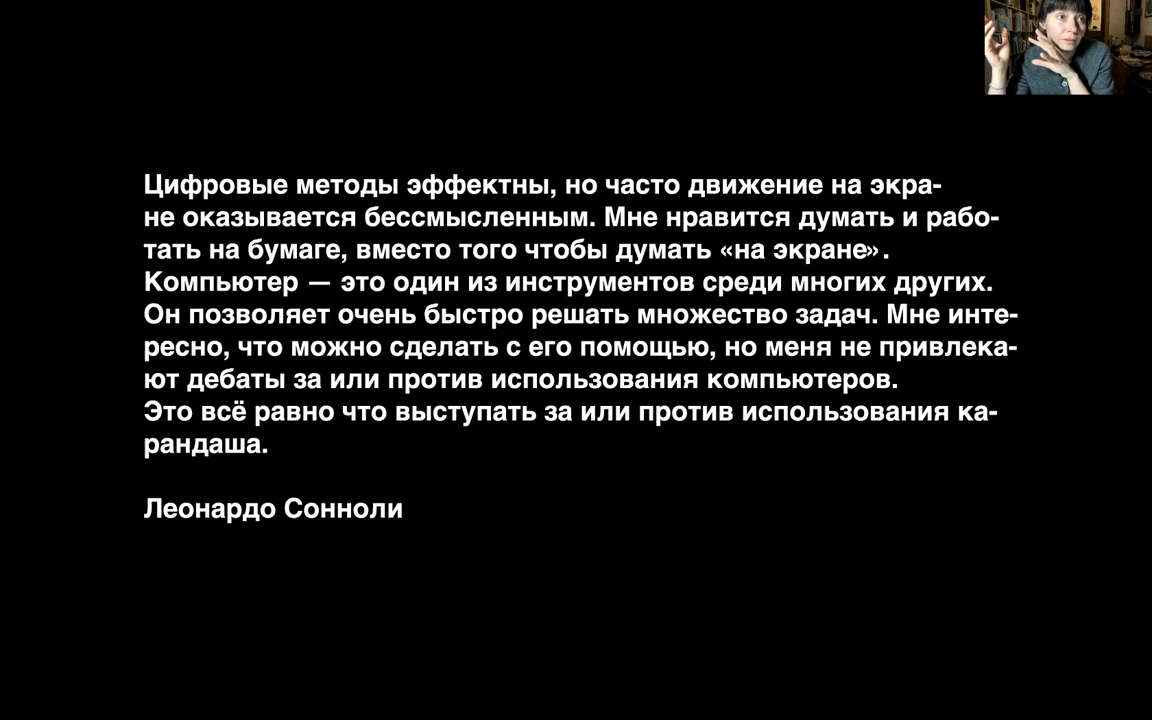 Цифровые методы эффектны, но часто движение на экра-
не оказывается бессмысленным. Мне нравится думать и рабо-
тать на бумаге, вместо того чтобы думать «на экране».
Компьютер — это один из инструментов среди многих других.
Он позволяет очень быстро решать множество задач. Мне инте-
ресно, что можно сделать с его помощью, но меня не привлека-
ют дебаты за или против использования компьютеров.
Это всё равно что выступать за или против использования ка-
рандаша.
Леонардо Сонноли